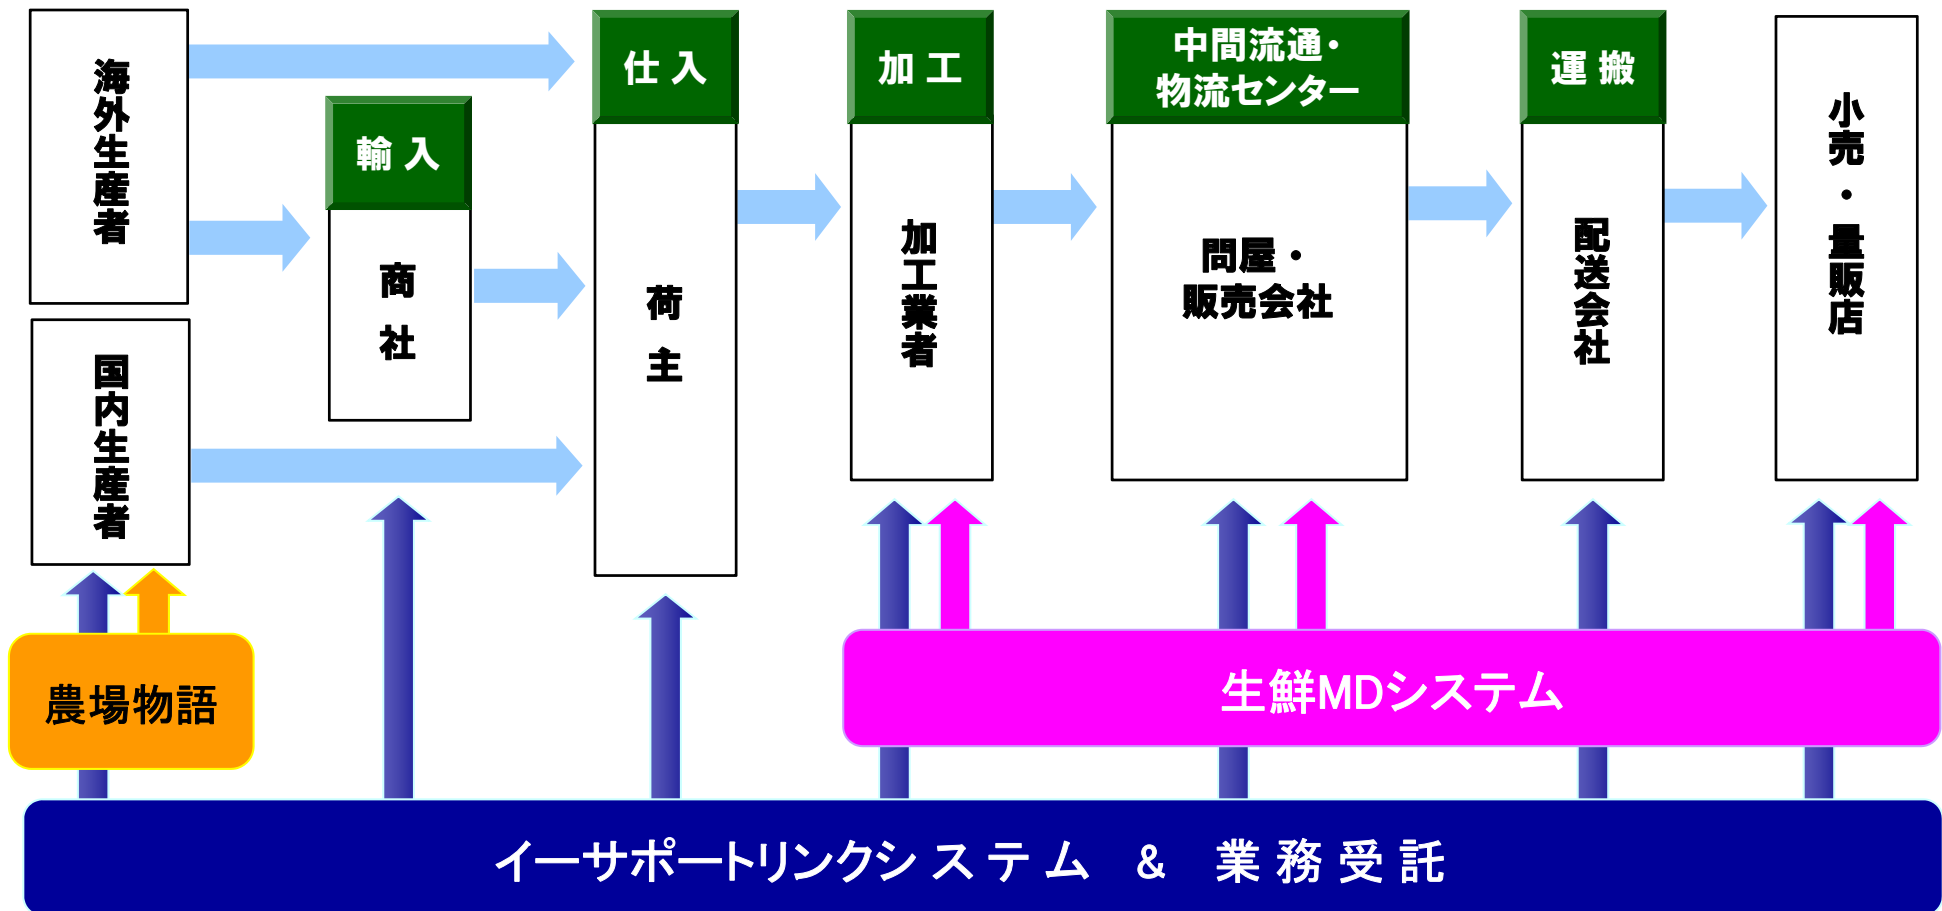 海外生産者
国内生産者
輸入
商社
仕入
荷主
加工
加工業者
中間流通・
物流センター
問屋・
販売会社
運搬
配送会社
小売・量販店
農場物語
生鮮MDシステム
イーサポートリンクシステム & 業務受託